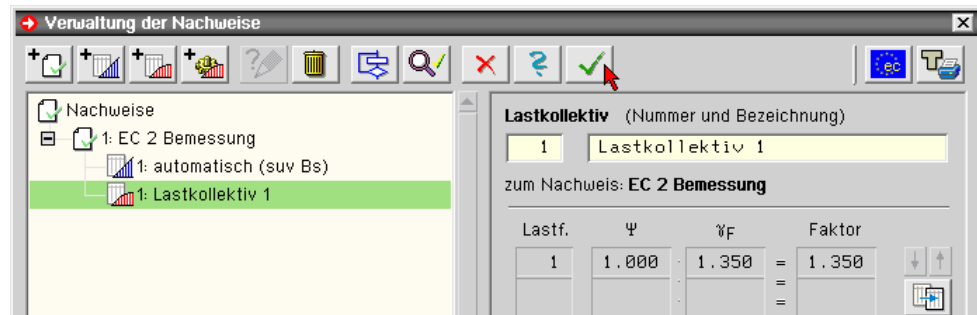 Verwaltung der Nachweise
ec
Nachweise
1: EC 2 Bemessung
1: automatisch (suv Bs)
1: Lastkollektiv 1
Lastkollektiv (Nummer und Bezeichnung)
1 Lastkollektiv 1
zum Nachweis: EC 2 Bemessung
Lastf. Ψ γF Faktor
1 1.000 · 1.350 = 1.350
· =
· =